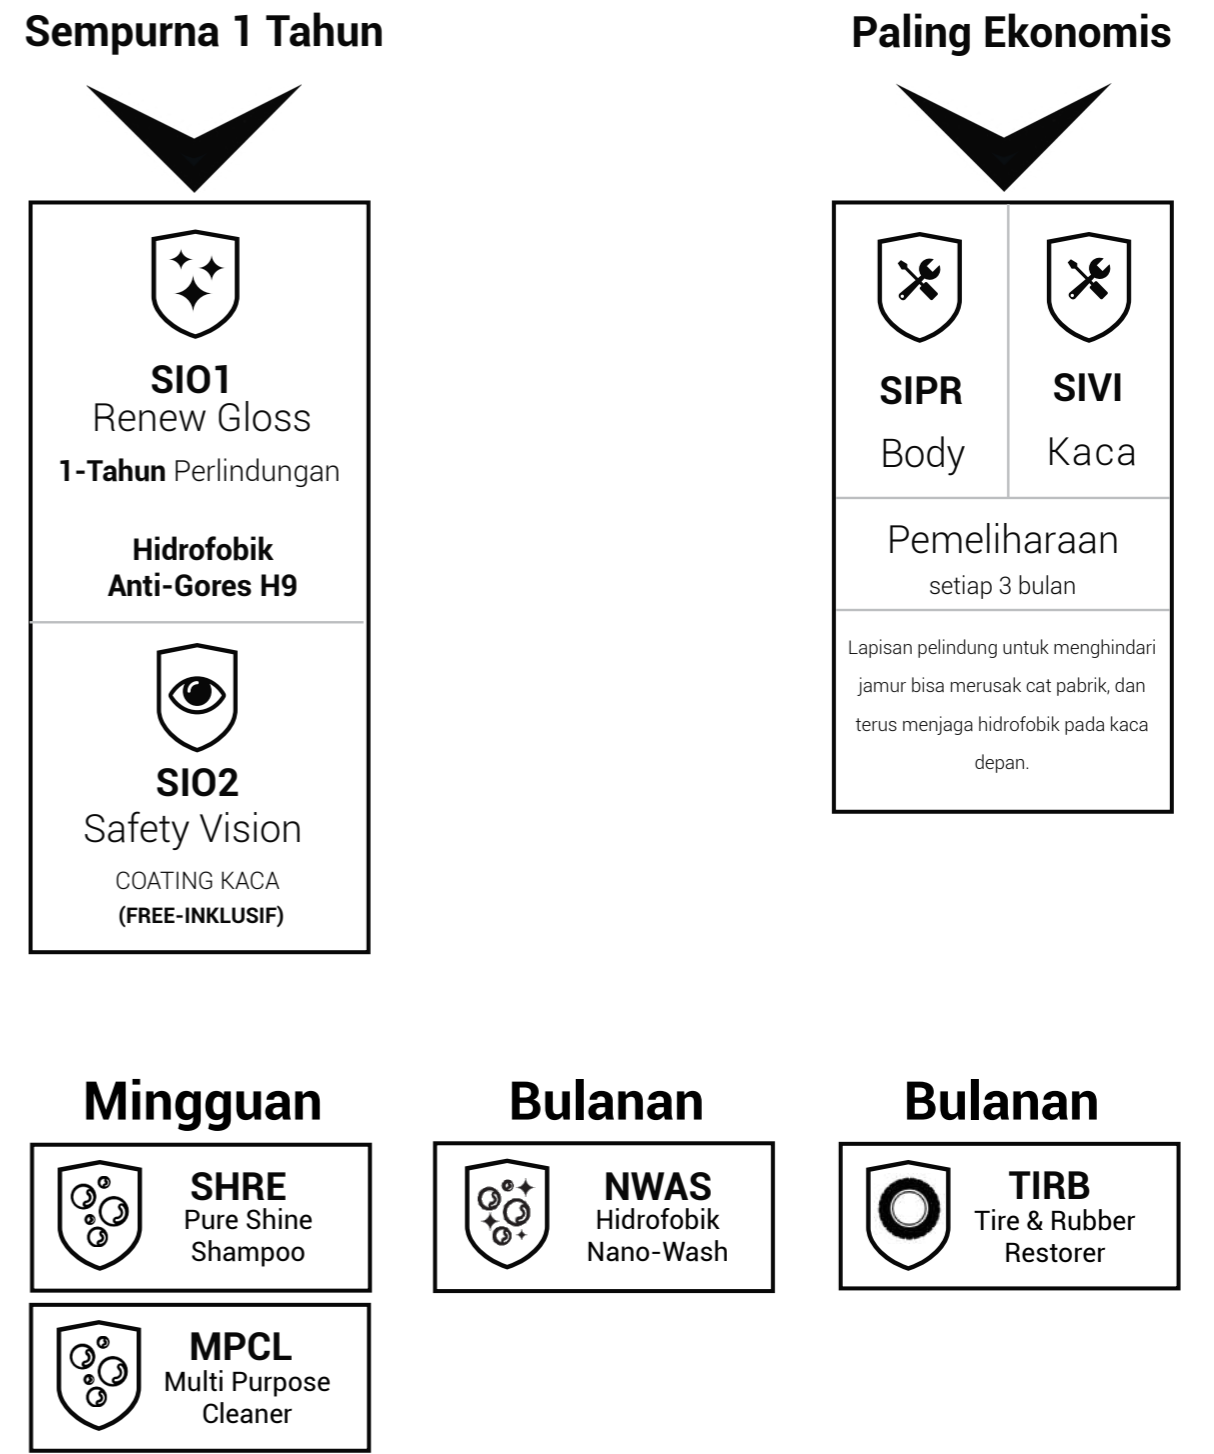 Sempurna 1 Tahun
SIO1
Renew Gloss
1-Tahun Perlindungan
Hidrofobik
Anti-Gores H9
SIO2
Safety Vision
COATING KACA
(FREE-INKLUSIF)
Paling Ekonomis
SIPR
Body
SIVI
Kaca
Pemeliharaan
setiap 3 bulan
Lapisan pelindung untuk menghindari
jamur bisa merusak cat pabrik, dan
terus menjaga hidrofobik pada kaca
depan.
Mingguan
SHRE
Pure Shine
Shampoo
MPCL
Multi Purpose
Cleaner
Bulanan
NWAS
Hidrofobik
Nano-Wash
Bulanan
TIRB
Tire & Rubber
Restorer